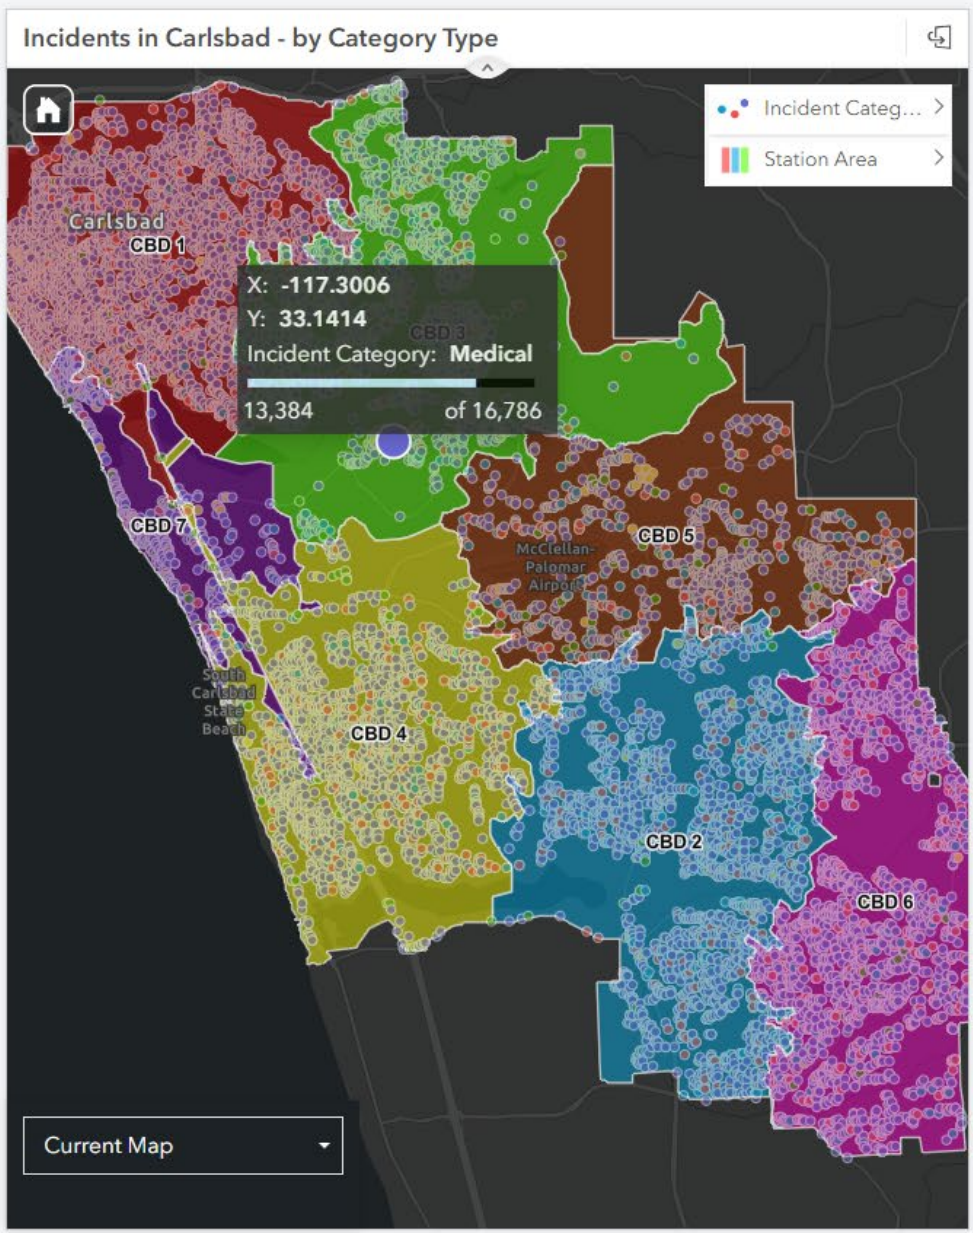 Incidents in Carlsbad - by Category Type
Incident Categ...
Station Area
Carlsbad
CBD 1
X: -117.3006
Y: 33.1414
CBD 3
Incident Category: Medical
13,384 of 16,786
CBD 7
CBD 5
McClellan-
Palomar
Airport
South
Carlsbad
State
Beach
CBD 4
CBD 2
CBD 6
Current Map